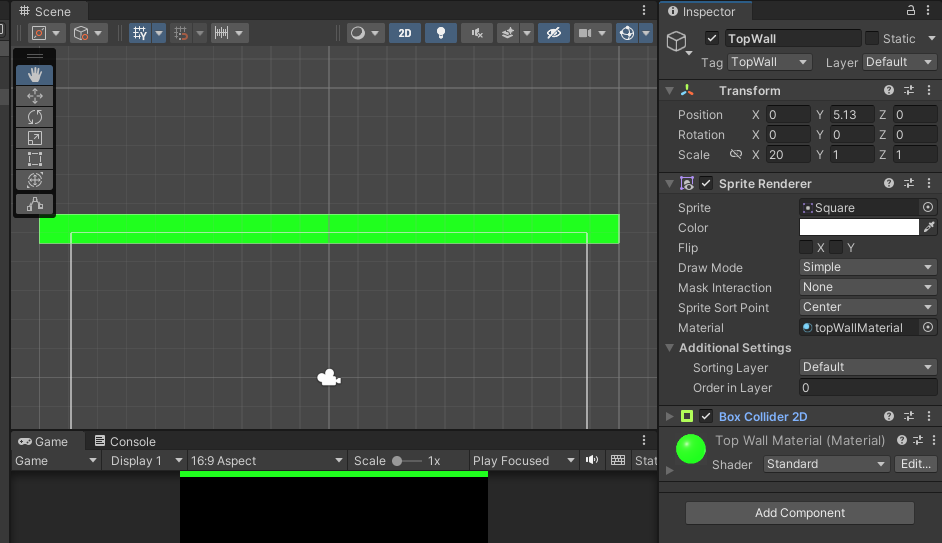 Scene
Inspector
2D
TopWall
Static
Tag TopWall Layer Default
Transform
Position X 0 Y 5.13 Z 0
Rotation X 0 Y 0 Z 0
Scale X 20 Y 1 Z 1
Sprite Renderer
Sprite Square
Color
Flip X Y
Draw Mode Simple
Mask Interaction None
Sprite Sort Point Center
Material topWallMaterial
Additional Settings
Sorting Layer Default
Order in Layer 0
Box Collider 2D
Top Wall Material (Material)
Shader Standard Edit...
Add Component
Game Console
Game Display 1 16:9 Aspect Scale 1x Play Focused Stat